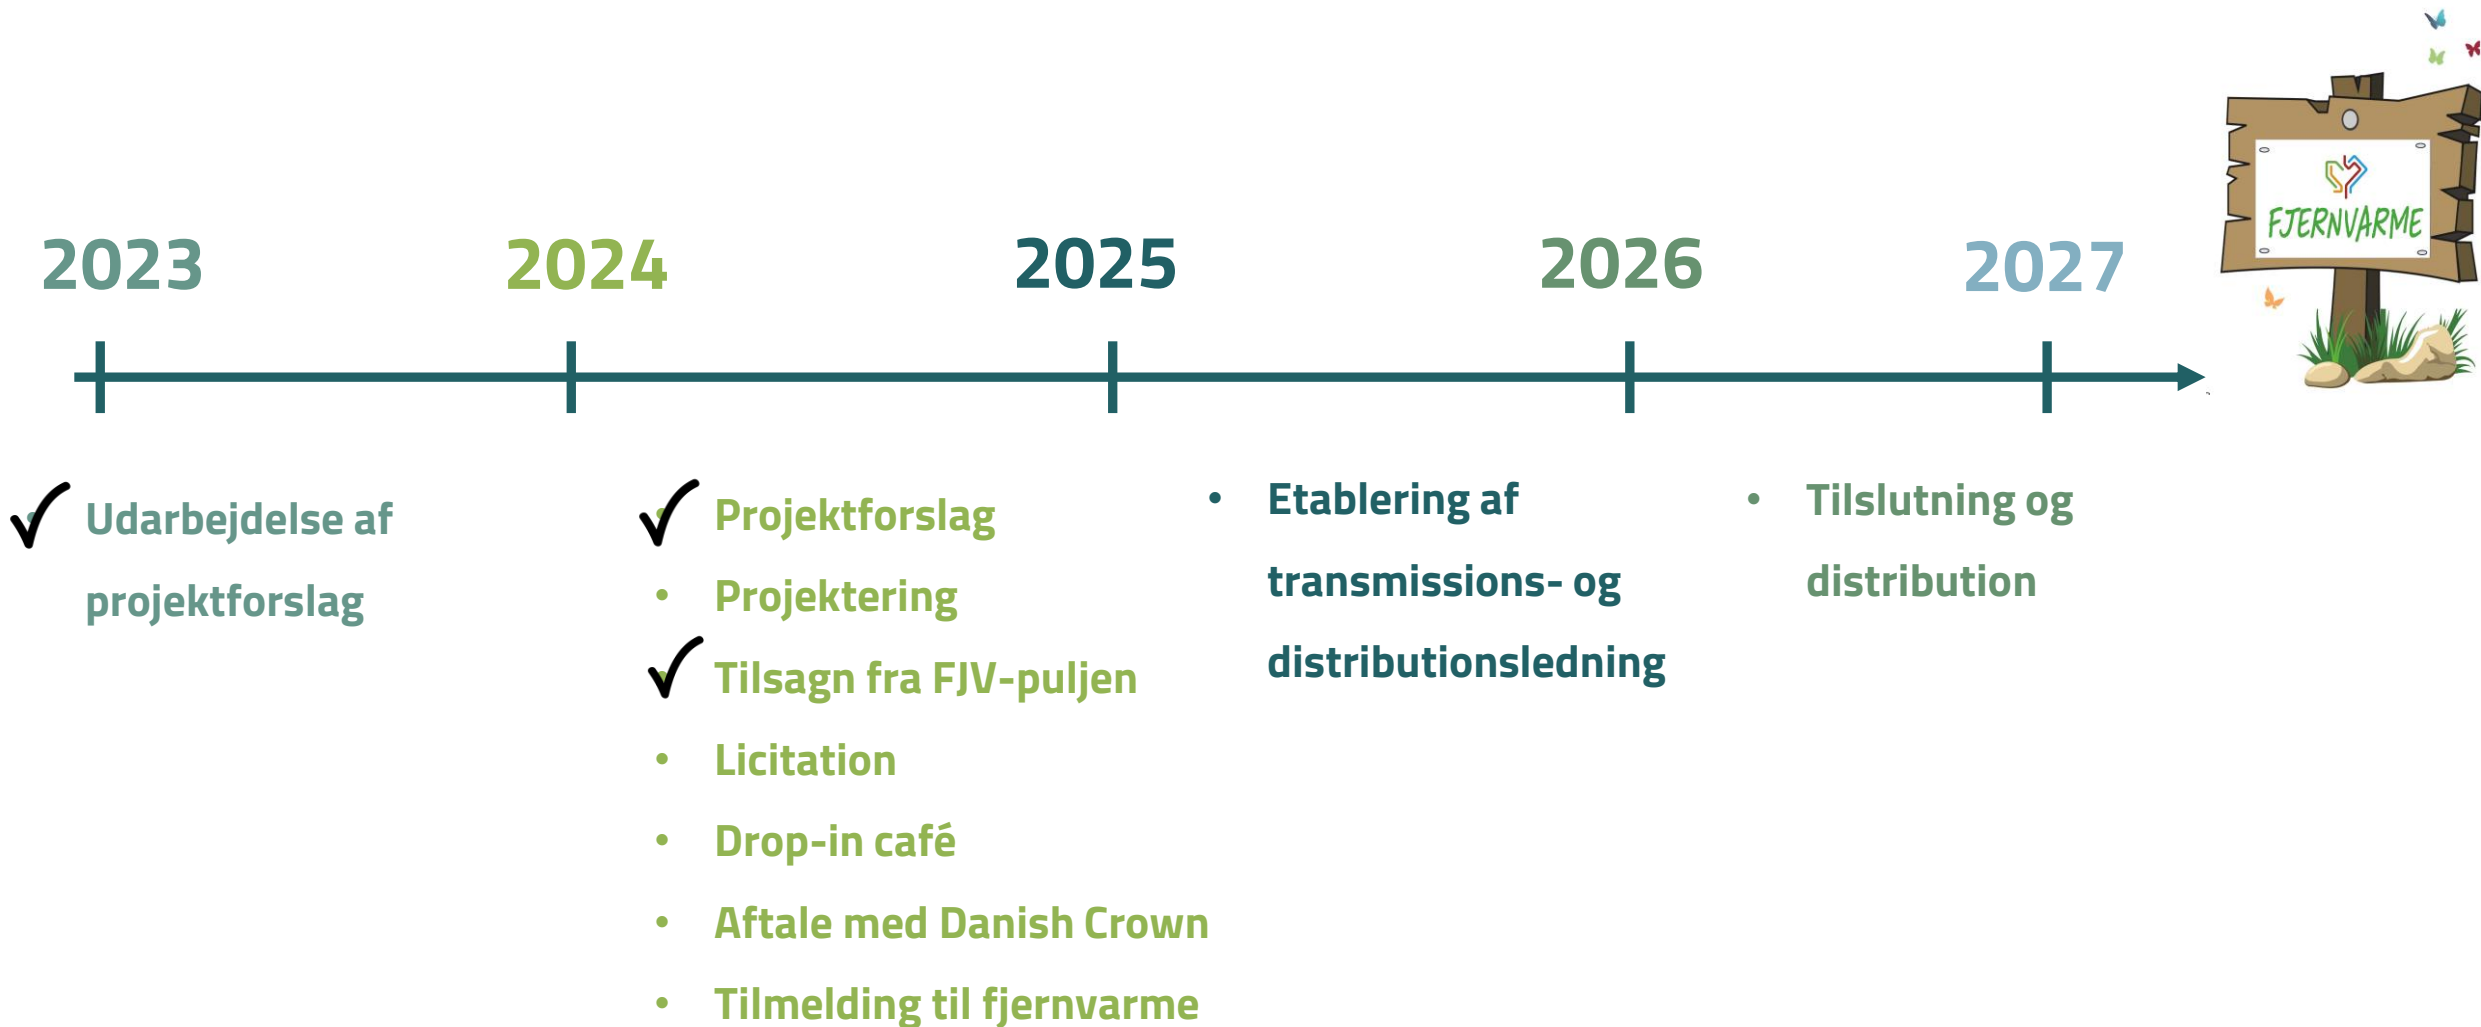 2023
2024
2025
2026
2027
FJERNVARME
Udarbejdelse af
projektforslag
Projektforslag
• Projektering
Tilsagn fra FJV-puljen
• Licitation
• Drop-in café
• Aftale med Danish Crown
• Tilmelding til fjernvarme
• Etablering af
transmissions- og
distributionsledning
• Tilslutning og
distribution